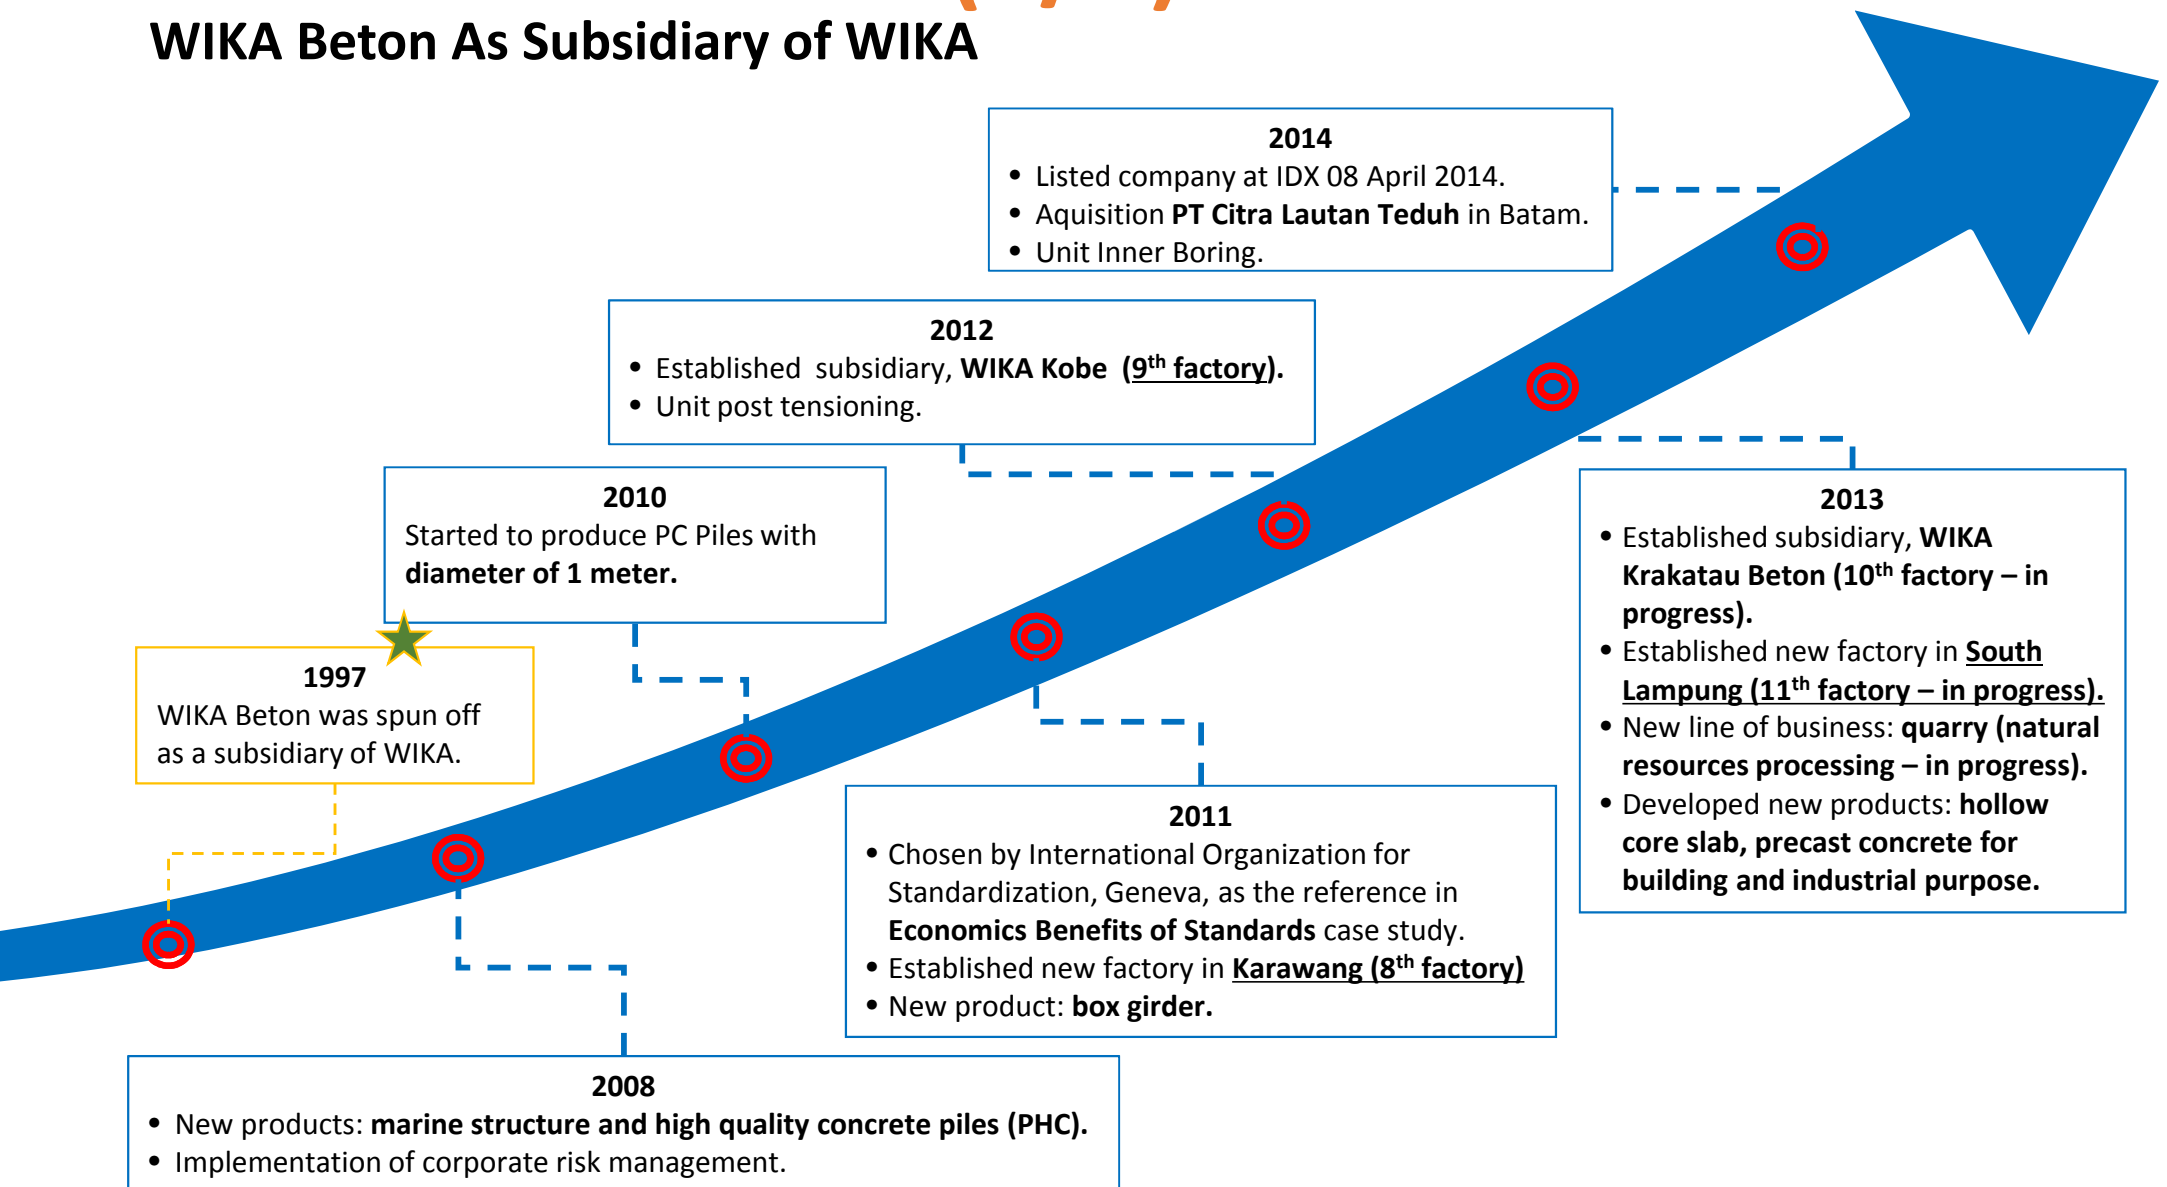 WIKA Beton As Subsidiary of WIKA
2014
• Listed company at IDX 08 April 2014.
• Aquisition PT Citra Lautan Teduh in Batam.
• Unit Inner Boring.
2012
• Established subsidiary, WIKA Kobe (9th factory).
• Unit post tensioning.
2010
Started to produce PC Piles with
diameter of 1 meter.
1997
WIKA Beton was spun off
as a subsidiary of WIKA.
2013
• Established subsidiary, WIKA
Krakatau Beton (10th factory – in
progress).
• Established new factory in South
Lampung (11th factory – in progress).
• New line of business: quarry (natural
resources processing – in progress).
• Developed new products: hollow
core slab, precast concrete for
building and industrial purpose.
2011
• Chosen by International Organization for
Standardization, Geneva, as the reference in
Economics Benefits of Standards case study.
• Established new factory in Karawang (8th factory)
• New product: box girder.
2008
• New products: marine structure and high quality concrete piles (PHC).
• Implementation of corporate risk management.